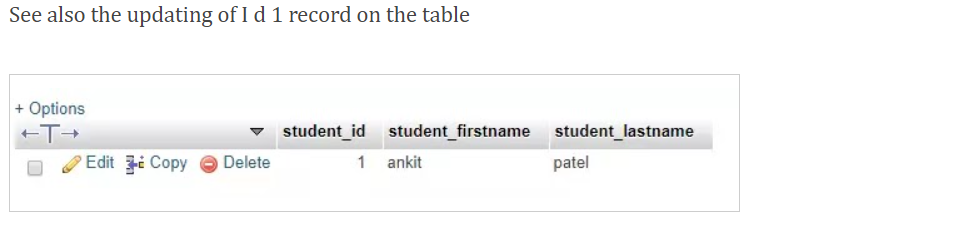 See also the updating of I d 1 record on the table
+ Options
←T→ student_id student_firstname student_lastname
Edit Copy Delete 1 ankit patel